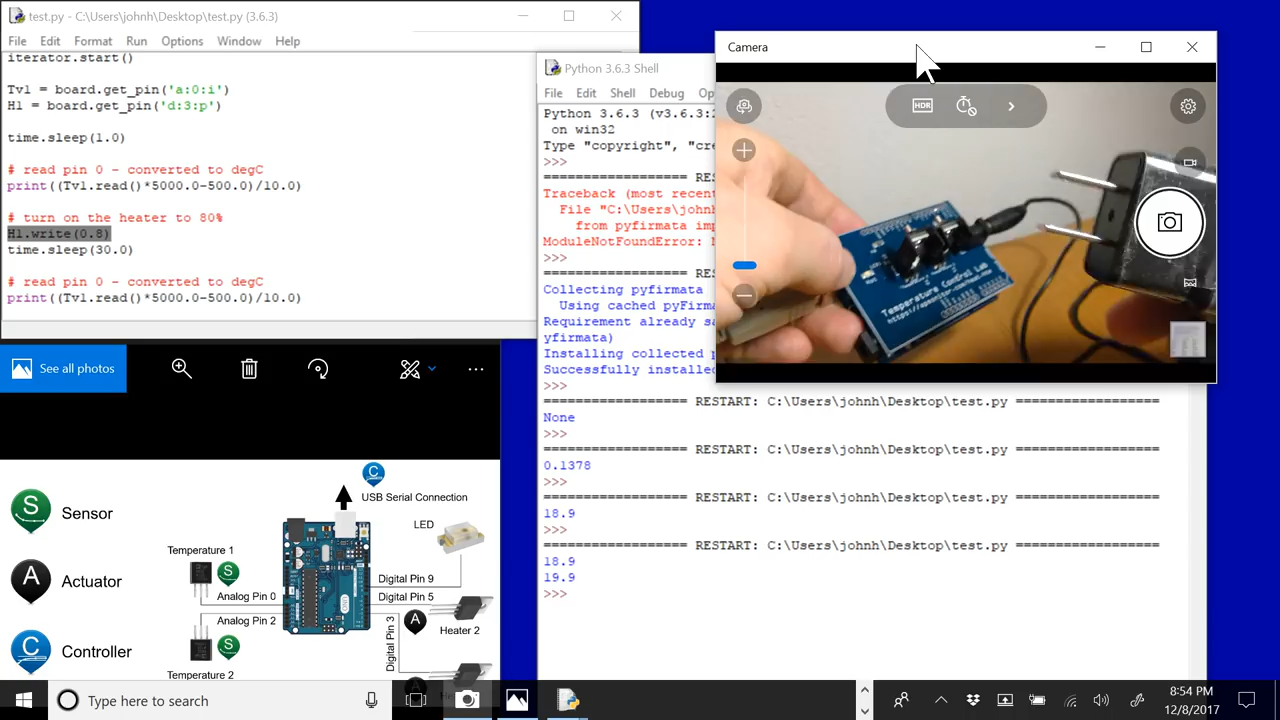 test.py - C:\Users\johnh\Desktop\test.py (3.6.3)
File Edit Format Run Options Window Help
iterator.start()
Tv1 = board.get_pin('a:0:i')
H1 = board.get_pin('d:3:p')
time.sleep(1.0)
# read pin 0 - converted to degC
print((Tv1.read()*5000.0-500.0)/10.0)
# turn on the heater to 80%
H1.write(0.8)
time.sleep(30.0)
# read pin 0 - converted to degC
print((Tv1.read()*5000.0-500.0)/10.0)
Python 3.6.3 Shell
File Edit Shell Debug Op
Python 3.6.3 (v3.6.3:
on win32
Type "copyright", "cre
>>>
==================== RES
Traceback (most recent
File "C:\Users\johnh
from pyfirmata imp
ModuleNotFoundError:
>>>
==================== RES
Collecting pyfirmata
Using cached pyFirma
Requirement already sa
yfirmata)
Installing collected p
Successfully installe
>>>
==================== RESTART: C:\Users\johnh\Desktop\test.py ====================
None
>>>
==================== RESTART: C:\Users\johnh\Desktop\test.py ====================
0.1378
>>>
==================== RESTART: C:\Users\johnh\Desktop\test.py ====================
18.9
>>>
==================== RESTART: C:\Users\johnh\Desktop\test.py ====================
18.9
19.9
>>>
Camera
HDR
Temperature Control Lab
See all photos
S Sensor
A Actuator
C Controller
C
USB Serial Connection
LED
Temperature 1
S
Digital Pin 9
Analog Pin 0
Digital Pin 5
Analog Pin 2
A
Heater 2
Digital Pin 3
S
Temperature 2
UNO
Type here to search
8:54 PM
12/8/2017